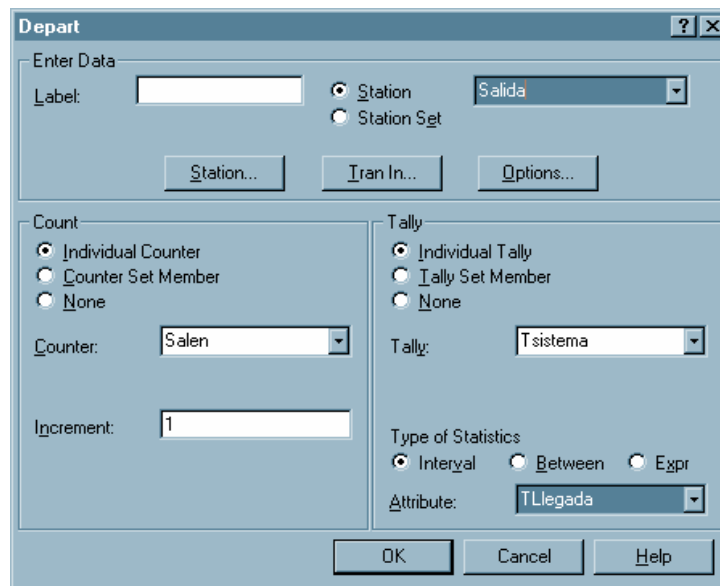 Depart
Enter Data
Label:
Station
Salida
Station Set
Station...
Tran In...
Options...
Count
Individual Counter
Counter Set Member
None
Counter:
Salen
Increment:
1
Tally
Individual Tally
Tally Set Member
None
Tally:
Tsistema
Type of Statistics
Interval
Between
Expr
Attribute:
TLlegada
OK
Cancel
Help